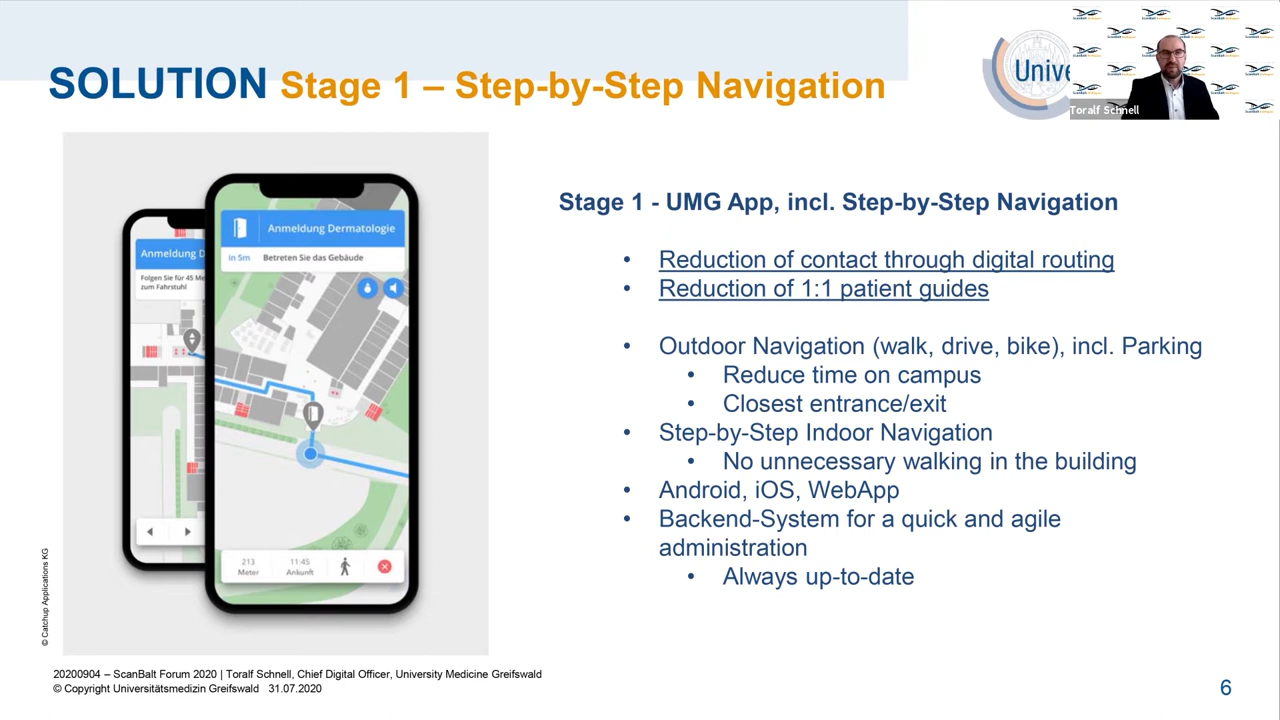 SOLUTION Stage 1 – Step-by-Step Navigation
Unive
Toralf Schnell
Anmeldung D
Folgen Sie für 45 Me
zum Fahrstuhl
Anmeldung Dermatologie
in 5m Betreten Sie das Gebäude
213
Meter
11:45
Ankunft
© Catchup Applications KG
Stage 1 - UMG App, incl. Step-by-Step Navigation
• Reduction of contact through digital routing
• Reduction of 1:1 patient guides
• Outdoor Navigation (walk, drive, bike), incl. Parking
• Reduce time on campus
• Closest entrance/exit
• Step-by-Step Indoor Navigation
• No unnecessary walking in the building
• Android, iOS, WebApp
• Backend-System for a quick and agile
administration
• Always up-to-date
20200904 – ScanBalt Forum 2020 | Toralf Schnell, Chief Digital Officer, University Medicine Greifswald
© Copyright Universitätsmedizin Greifswald 31.07.2020
6